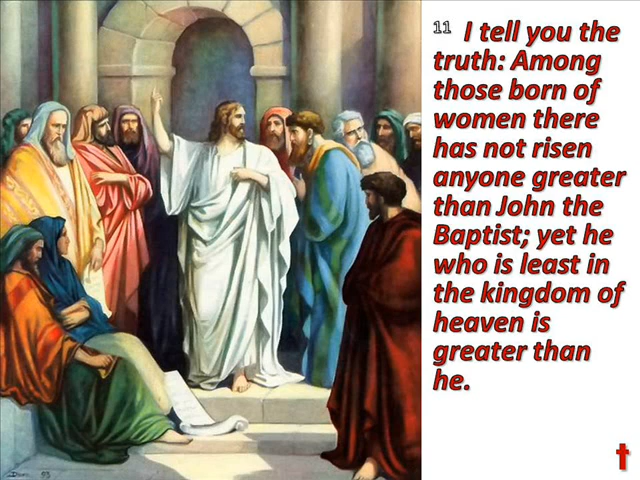 11 I tell you the
truth: Among
those born of
women there
has not risen
anyone greater
than John the
Baptist; yet he
who is least in
the kingdom of
heaven is
greater than
he.